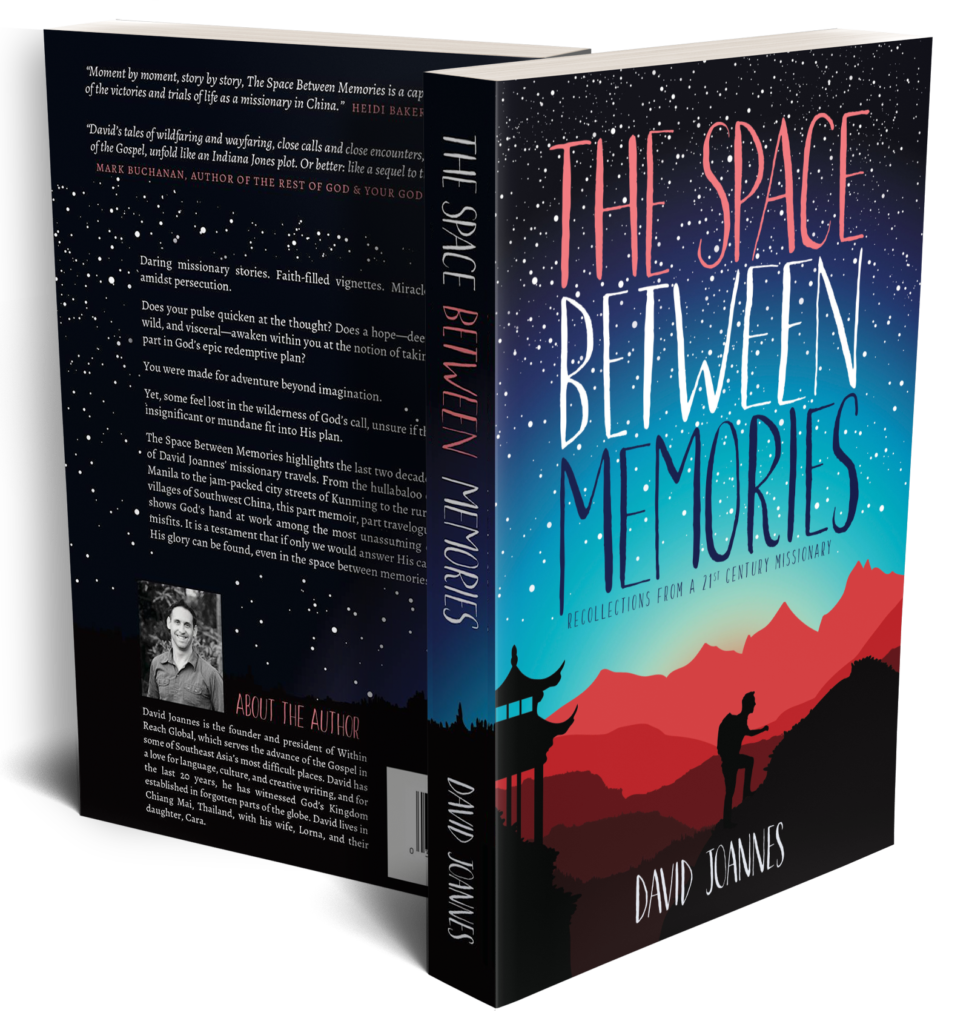 "Moment by moment, story by story, The Space Between Memories is a
of the victories and trials of life as a missionary in China." HEIDI BAKER
"David's tales of wildfaring and wayfaring, close calls and close encounters,
of the Gospel, unfold like an Indiana Jones plot. Or better: like a sequel to
MARK BUCHANAN, AUTHOR OF THE REST OF GOD & YOUR GOD
Daring missionary stories. Faith-filled vignettes.
amidst persecution.
Does your pulse quicken at the thought? Does a hope—
wild, and visceral—awaken within you at the notion of
part in God's epic redemptive plan?
You were made for adventure beyond imagination.
Yet, some feel lost in the wilderness of God's call, unsure if
insignificant or mundane fit into His plan.
The Space Between Memories highlights the last two
of David Joannes' missionary travels. From the hullabaloo
Manila to the jam-packed city streets of Kunming to the
villages of Southwest China, this part memoir, part
shows God's hand at work among the most unassuming
misfits. It is a testament that if only we would answer His
His glory can be found, even in the space between memories
ABOUT THE AUTHOR
David Joannes is the founder and president of Within
Reach Global, which serves the advance of the Gospel in
some of Southeast Asia's most difficult places. David has
a love for language, culture, and creative writing, and for
the last 20 years, he has witnessed God's Kingdom
established in forgotten parts of the globe. David lives in
Chiang Mai, Thailand, with his wife, Lorna, and their
daughter, Cara.
THE SPACE BETWEEN MEMORIES
DAVID JOANNES
THE SPACE
BETWEEN
MEMORIES
RECOLLECTIONS FROM A 21ST CENTURY MISSIONARY
DAVID JOANNES